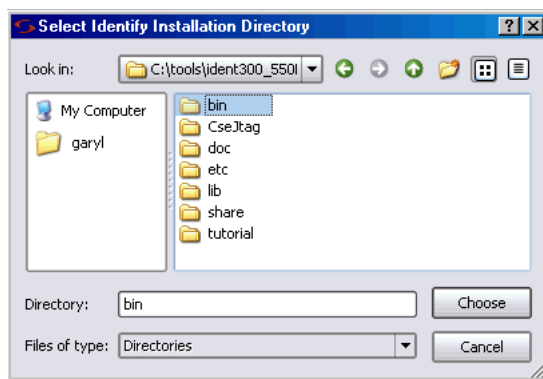 Select Identify Installation Directory
Look in: C:\tools\ident300_550
My Computer
garyl
bin
CseJtag
doc
etc
lib
share
tutorial
Directory: bin Choose
Files of type: Directories Cancel